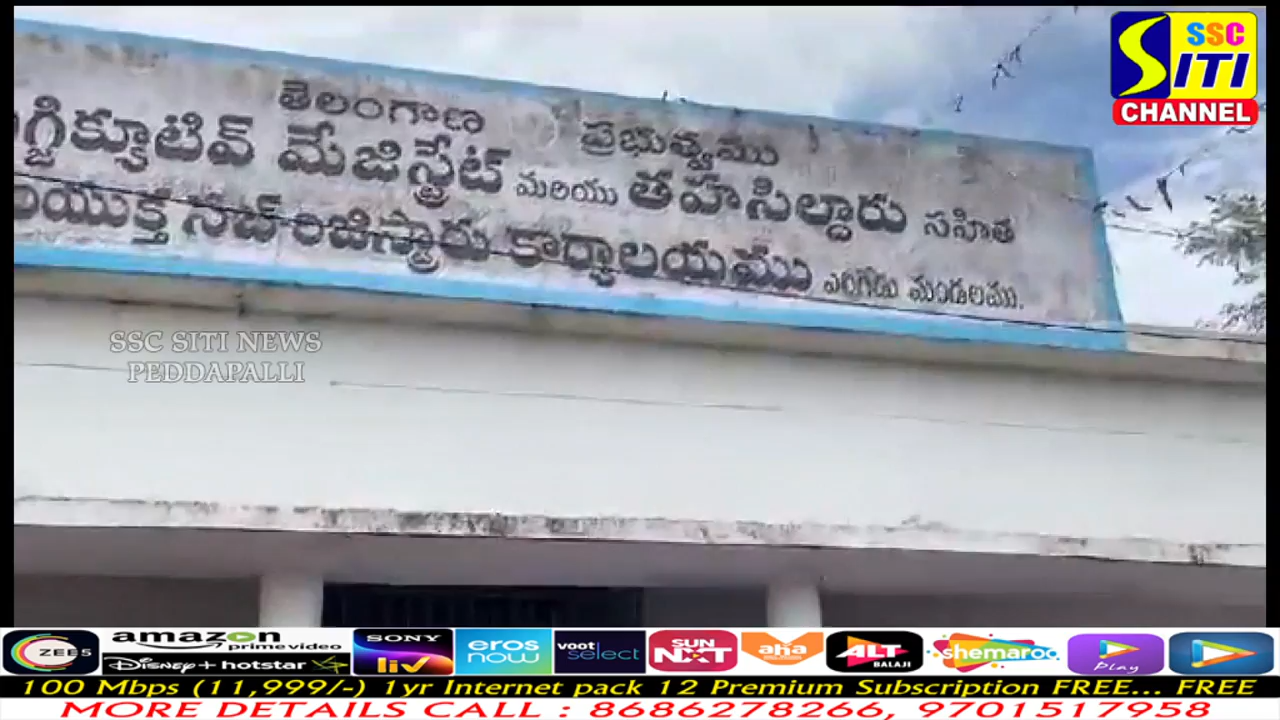 SSC
SITI
CHANNEL
తెలంగాణ ప్రభుత్వము
గ్జిక్యూటివ్ మేజిస్ట్రేట్ మరియు తహసిల్దారు సహిత
సబ్ రిజిస్ట్రారు కార్యాలయము మండలము.
SSC SITI NEWS
PEDDAPALLI
ZEE5 amazon prime video Disney+ hotstar SONY liv eros now voot select SUN NXT aha ALT BALAJI shemaroo Play
100 Mbps (11,999/-) 1yr Internet pack 12 Premium Subscription FREE... FREE
MORE DETAILS CALL : 8686278266, 9701517958